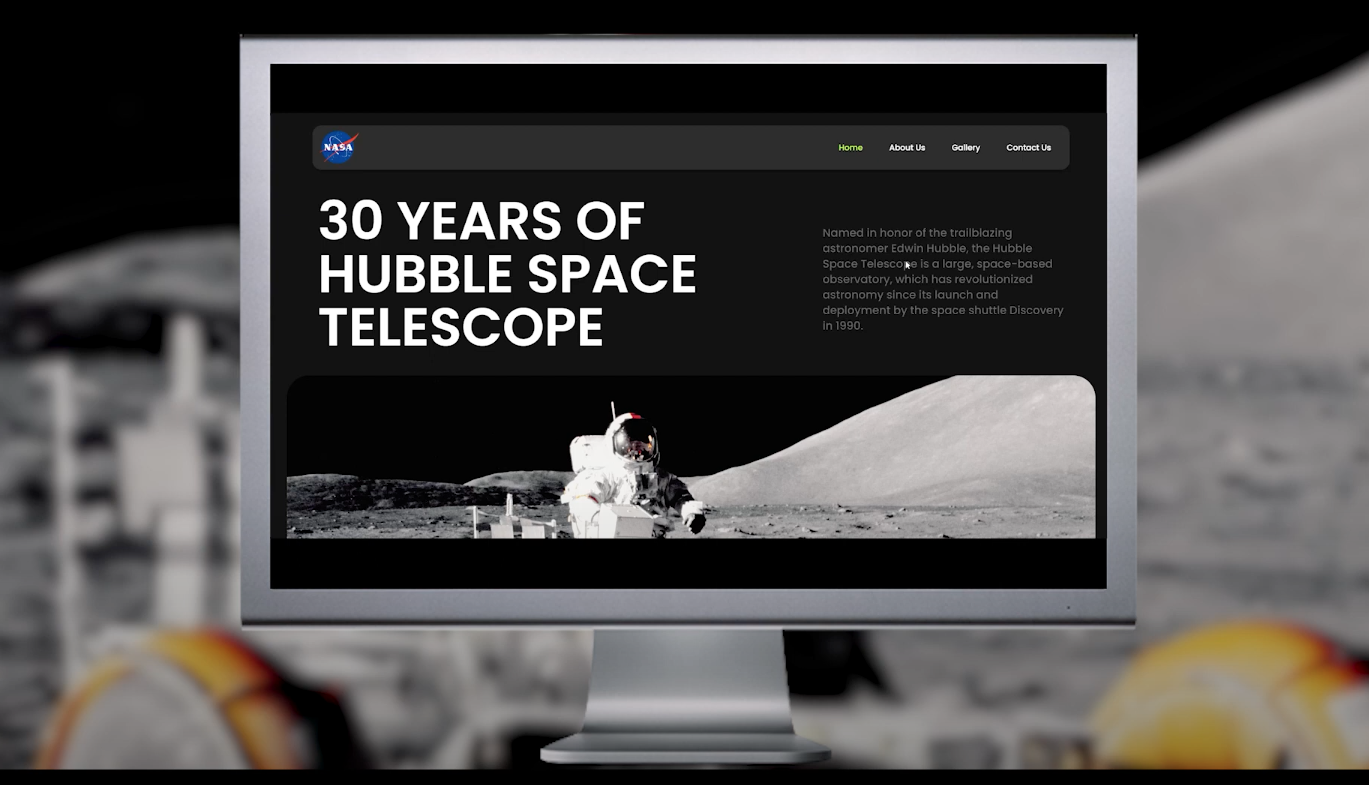 NASA
Home About Us Gallery Contact Us
30 YEARS OF
HUBBLE SPACE
TELESCOPE
Named in honor of the trailblazing
astronomer Edwin Hubble, the Hubble
Space Telescope is a large, space-based
observatory, which has revolutionized
astronomy since its launch and
deployment by the space shuttle Discovery
in 1990.